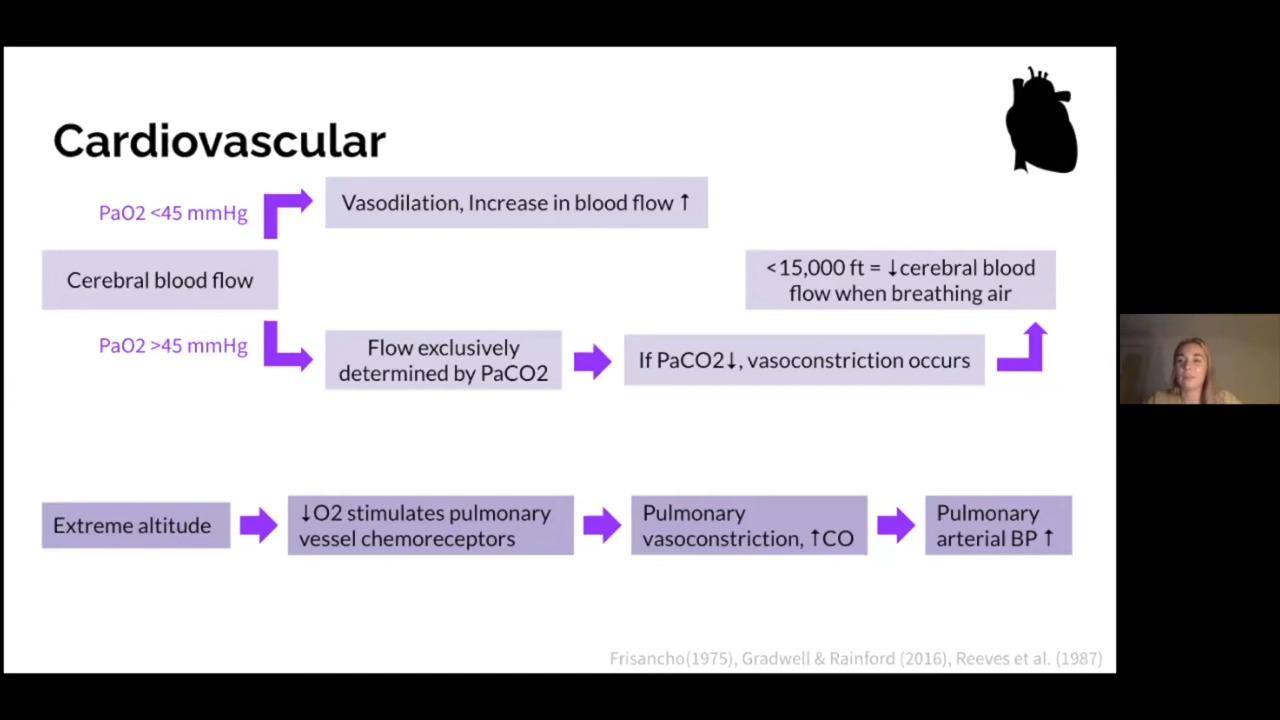 Cardiovascular
PaO2 <45 mmHg
Vasodilation, Increase in blood flow ↑
Cerebral blood flow
<15,000 ft = ↓cerebral blood
flow when breathing air
PaO2 >45 mmHg
Flow exclusively
determined by PaCO2
If PaCO2↓, vasoconstriction occurs
Extreme altitude
↓O2 stimulates pulmonary
vessel chemoreceptors
Pulmonary
vasoconstriction, ↑CO
Pulmonary
arterial BP ↑
Frisancho(1975), Gradwell & Rainford (2016), Reeves et al. (1987)